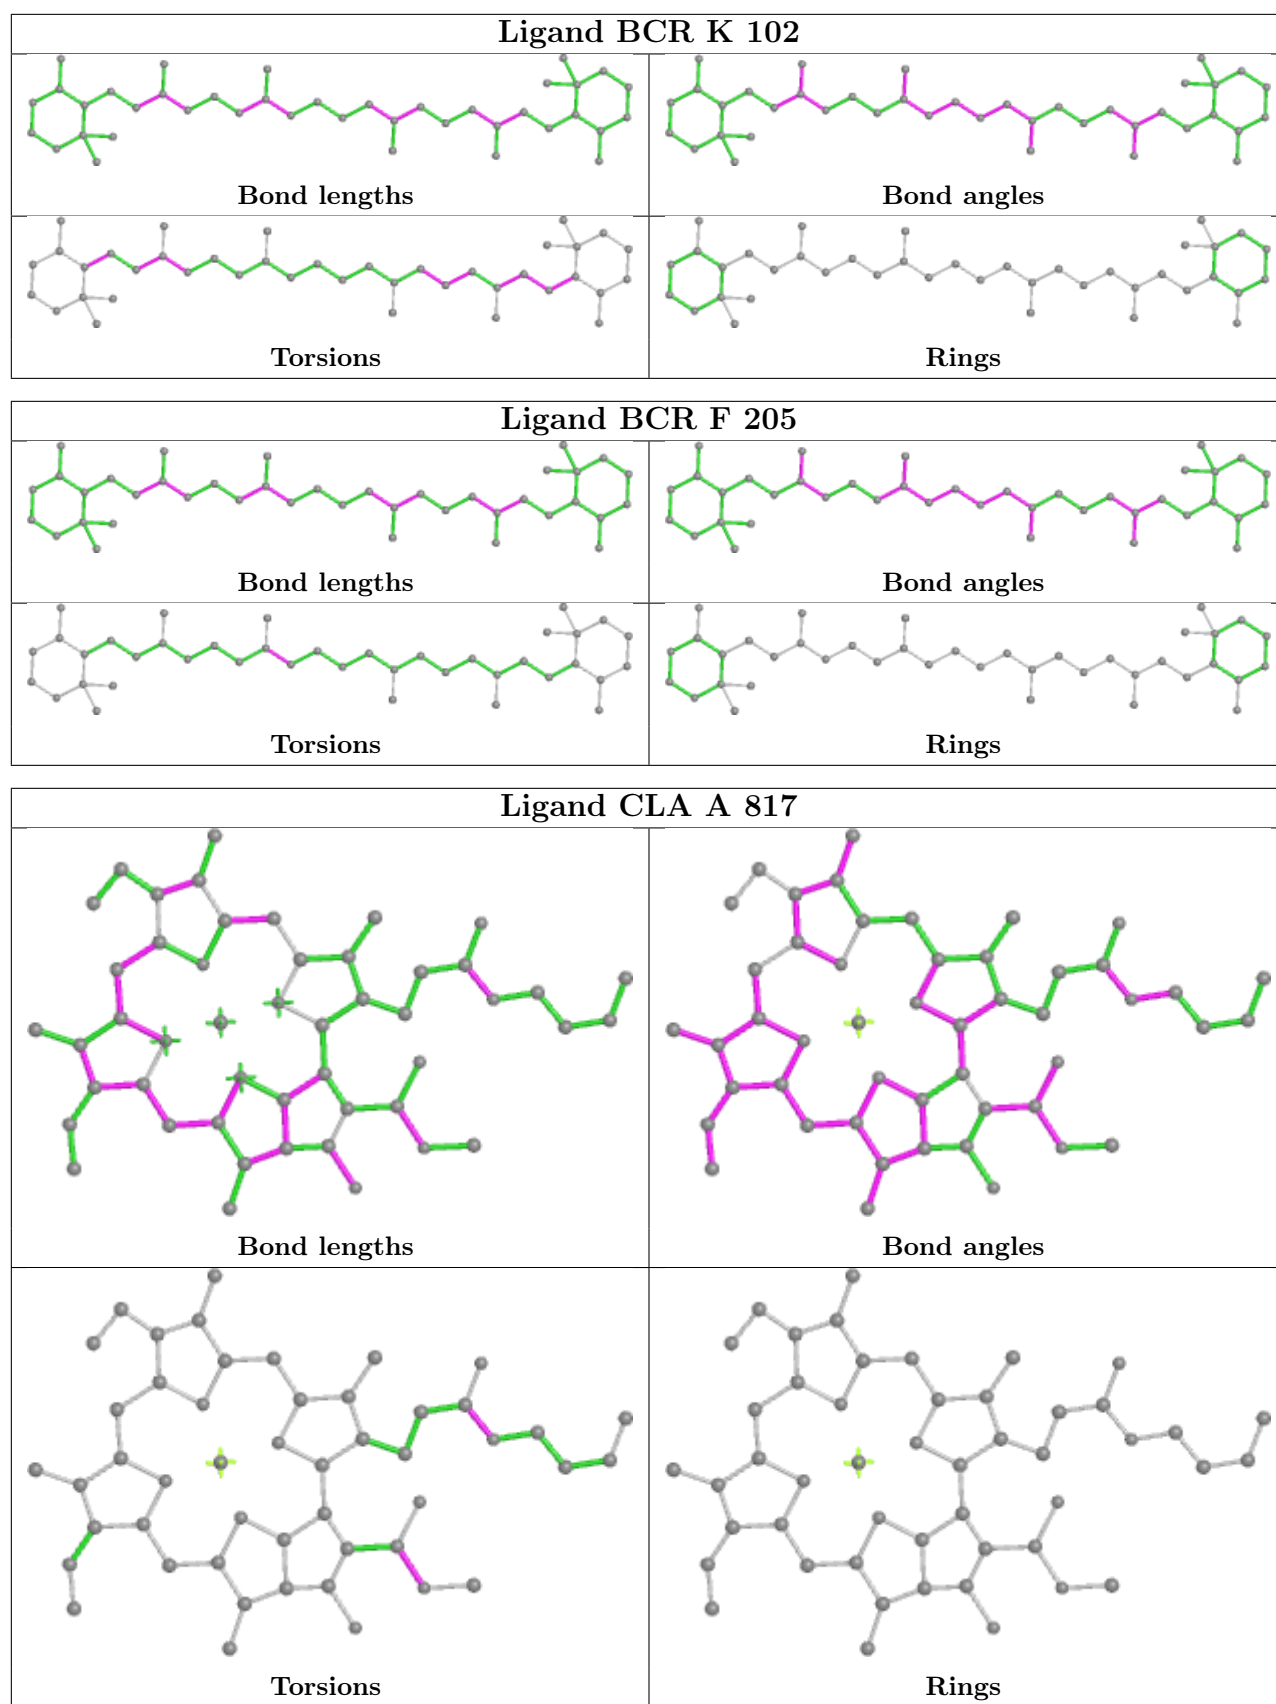 Ligand BCR K 102
Bond lengths
Bond angles
Torsions
Rings
Ligand BCR F 205
Bond lengths
Bond angles
Torsions
Rings
Ligand CLA A 817
Bond lengths
Bond angles
Torsions
Rings